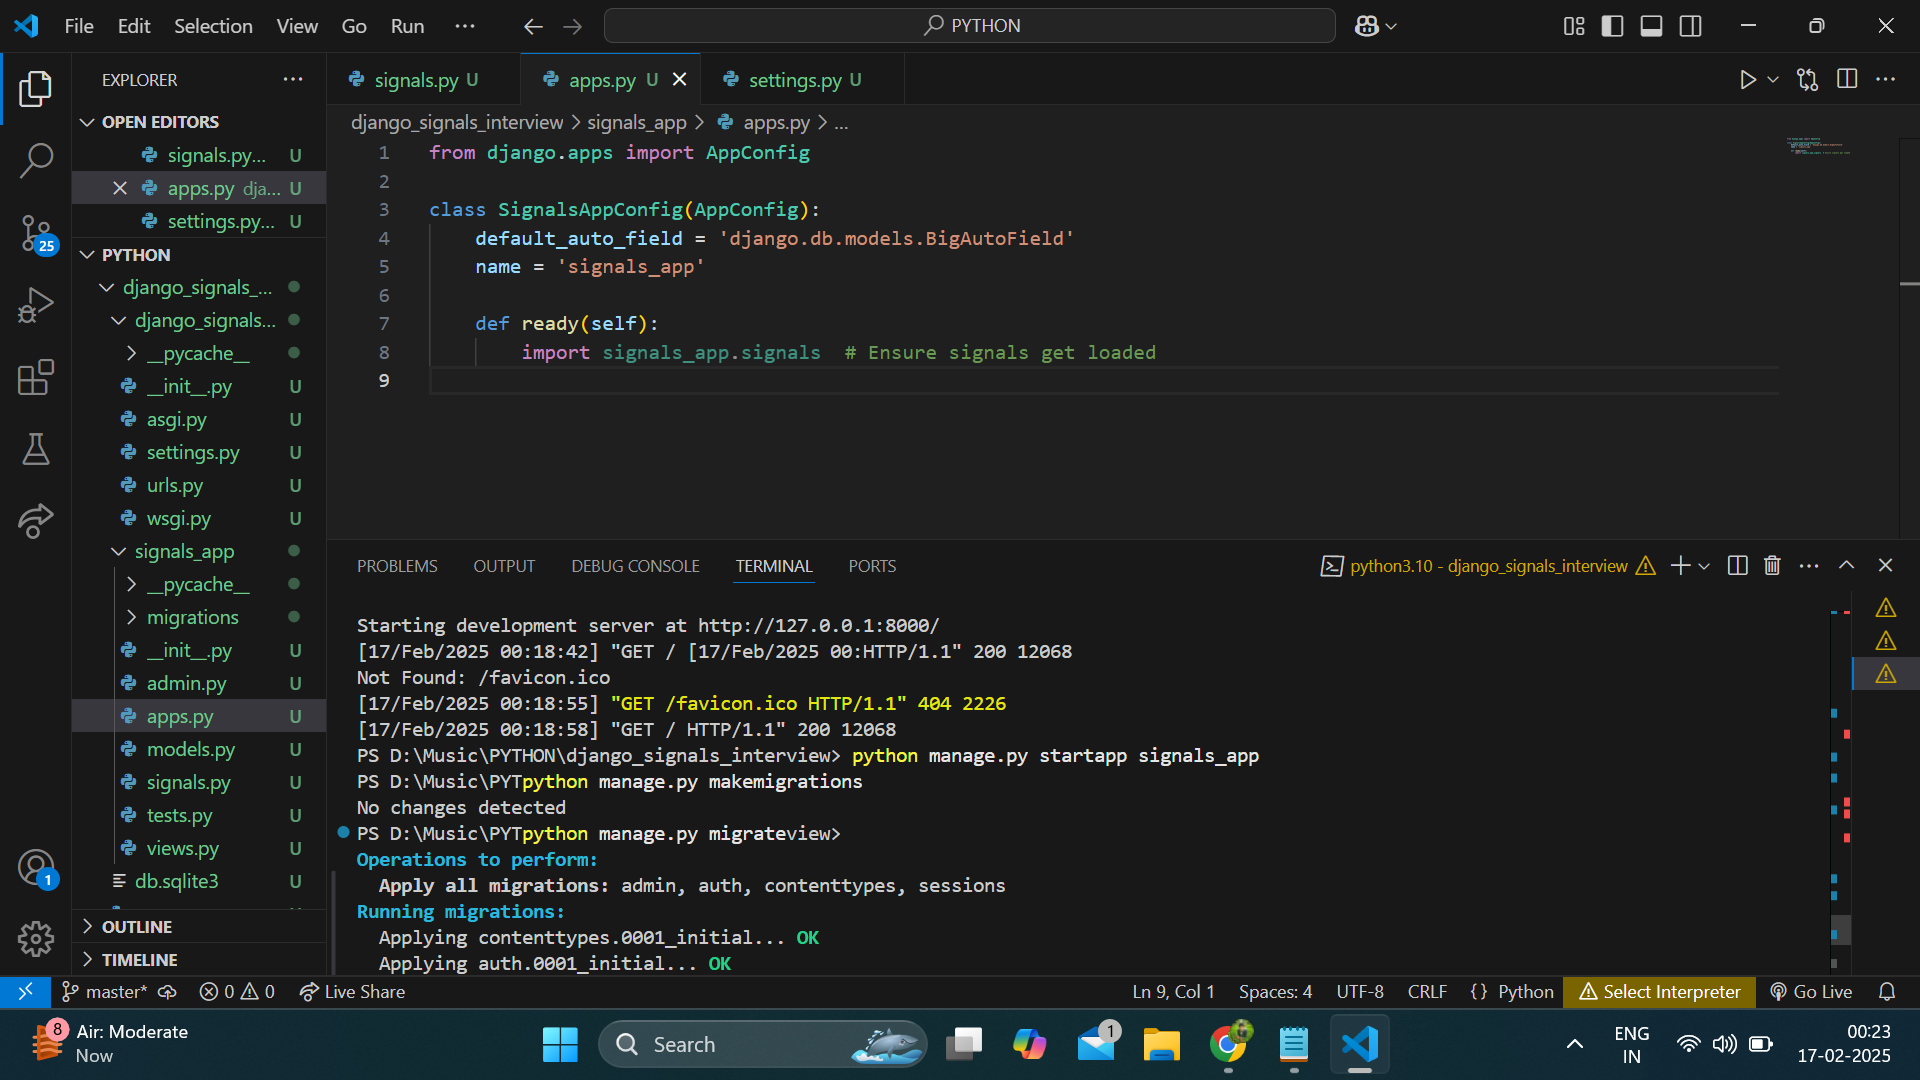 File Edit Selection View Go Run ···
PYTHON
EXPLORER
OPEN EDITORS
signals.py... U
apps.py dja... U
settings.py... U
PYTHON
django_signals_...
django_signals...
__pycache__
__init__.py U
asgi.py U
settings.py U
urls.py U
wsgi.py U
signals_app
__pycache__
migrations
__init__.py U
admin.py U
apps.py U
models.py U
signals.py U
tests.py U
views.py U
db.sqlite3 U
OUTLINE
TIMELINE
25
1
signals.py U
apps.py U
settings.py U
django_signals_interview > signals_app > apps.py > ...
1 from django.apps import AppConfig
2
3 class SignalsAppConfig(AppConfig):
4 default_auto_field = 'django.db.models.BigAutoField'
5 name = 'signals_app'
6
7 def ready(self):
8 import signals_app.signals # Ensure signals get loaded
9
PROBLEMS OUTPUT DEBUG CONSOLE TERMINAL PORTS
python3.10 - django_signals_interview
Starting development server at http://127.0.0.1:8000/
[17/Feb/2025 00:18:42] "GET / [17/Feb/2025 00:HTTP/1.1" 200 12068
Not Found: /favicon.ico
[17/Feb/2025 00:18:55] "GET /favicon.ico HTTP/1.1" 404 2226
[17/Feb/2025 00:18:58] "GET / HTTP/1.1" 200 12068
PS D:\Music\PYTHON\django_signals_interview> python manage.py startapp signals_app
PS D:\Music\PYTpython manage.py makemigrations
No changes detected
PS D:\Music\PYTpython manage.py migrateview>
Operations to perform:
Apply all migrations: admin, auth, contenttypes, sessions
Running migrations:
Applying contenttypes.0001_initial... OK
Applying auth.0001_initial... OK
master* 0 0 Live Share
Ln 9, Col 1 Spaces: 4 UTF-8 CRLF {} Python Select Interpreter Go Live
8 Air: Moderate
Now
Search
1
ENG
IN
00:23
17-02-2025